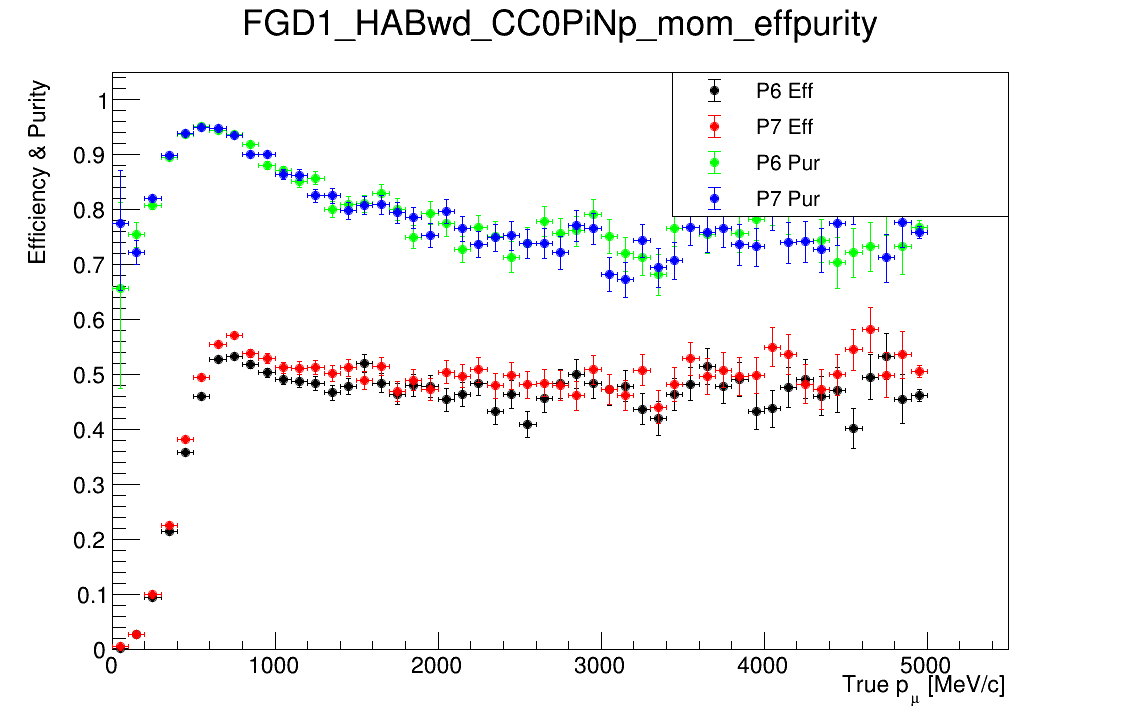 FGD1_HABwd_CC0PiNp_mom_effpurity
Efficiency & Purity
P6 Eff
P7 Eff
P6 Pur
P7 Pur
1
0.9
0.8
0.7
0.6
0.5
0.4
0.3
0.2
0.1
0
0 1000 2000 3000 4000 5000
True pμ [MeV/c]